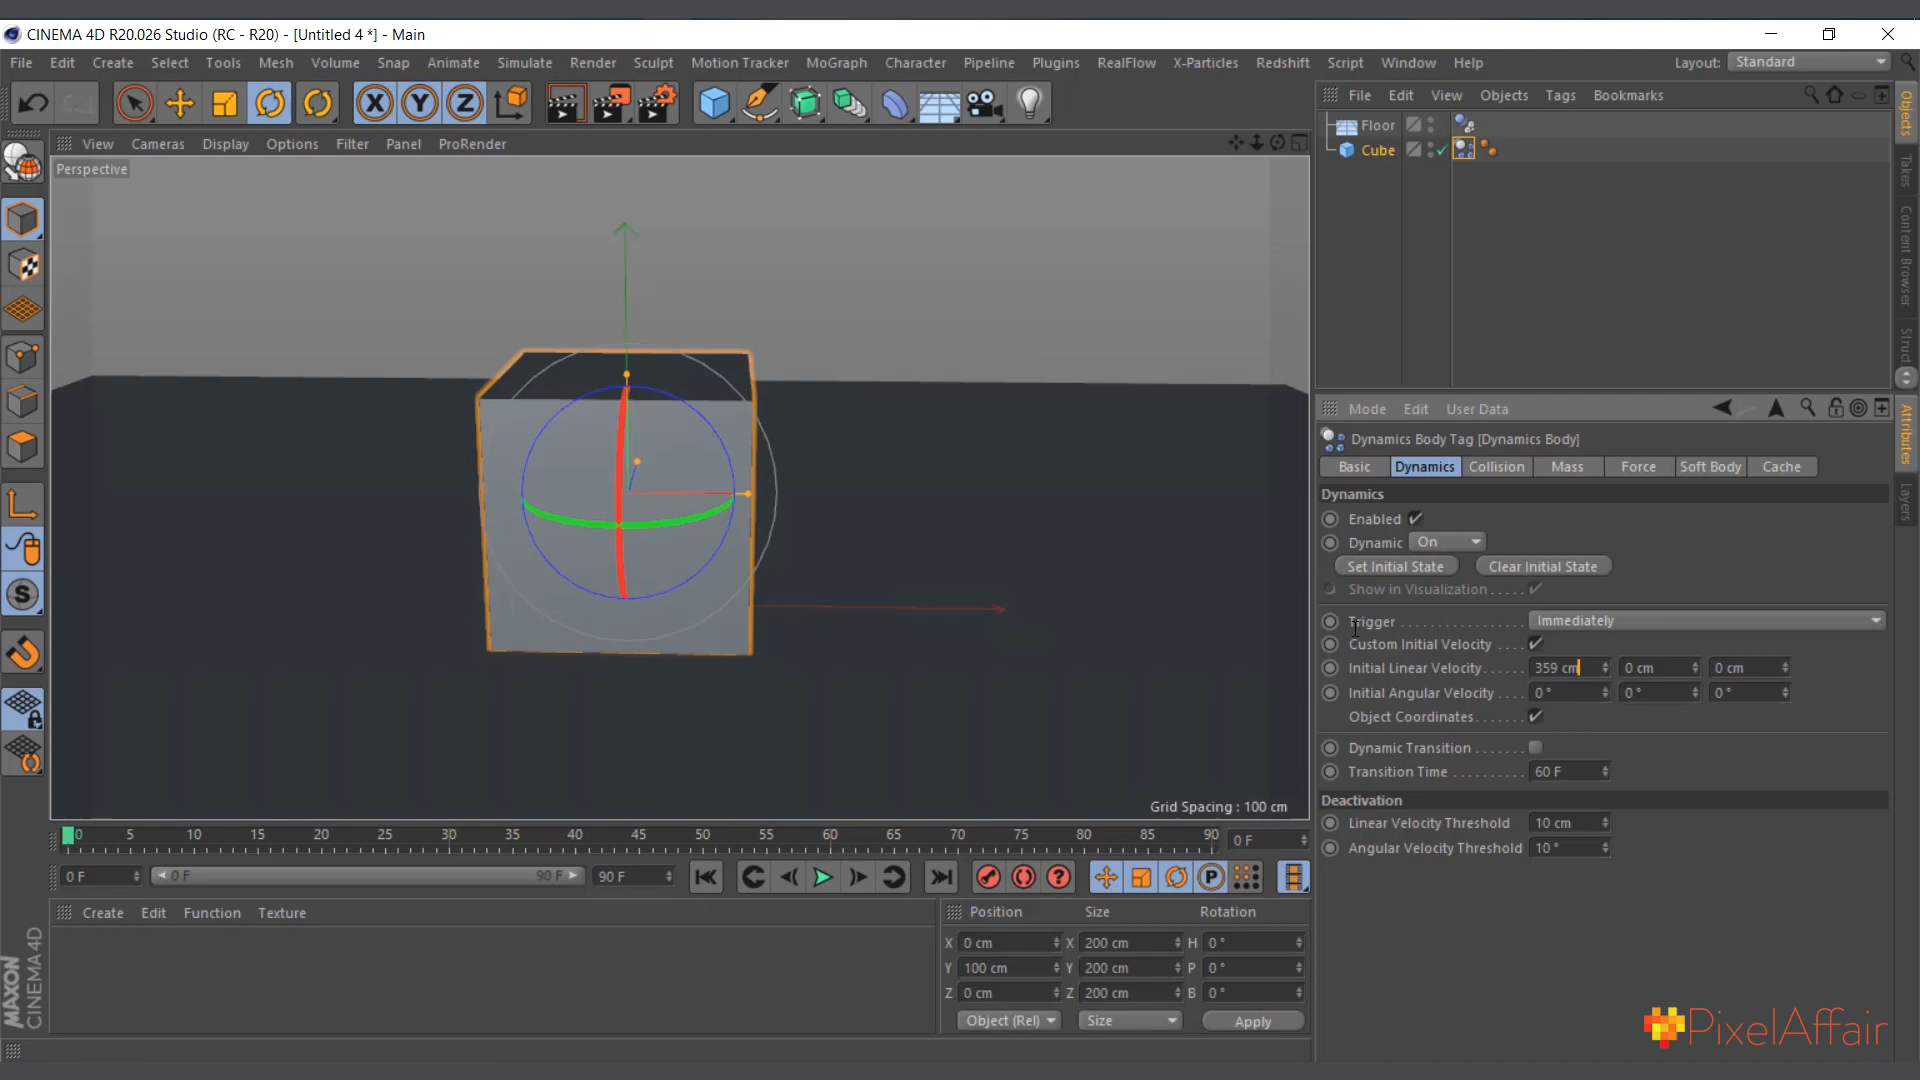 CINEMA 4D R20.026 Studio (RC - R20) - [Untitled 4 *] - Main
File Edit Create Select Tools Mesh Volume Snap Animate Simulate Render Sculpt Motion Tracker MoGraph Character Pipeline Plugins RealFlow X-Particles Redshift Script Window Help Layout: Standard
X Y Z
File Edit View Objects Tags Bookmarks
Floor
Cube
Objects
Takes
Content Browser
Struct
View Cameras Display Options Filter Panel ProRender
Perspective
Grid Spacing : 100 cm
S
Mode Edit User Data
Attributes
Layers
Dynamics Body Tag [Dynamics Body]
Basic Dynamics Collision Mass Force Soft Body Cache
Dynamics
Enabled
Dynamic On
Set Initial State Clear Initial State
Show in Visualization . . . .
Trigger . . . . . . . . . . . . . . . Immediately
Custom Initial Velocity . . . .
Initial Linear Velocity . . . . . 359 cm 0 cm 0 cm
Initial Angular Velocity . . . . 0 ° 0 ° 0 °
Object Coordinates . . . . . . .
Dynamic Transition . . . . . . .
Transition Time . . . . . . . . . . 60 F
Deactivation
Linear Velocity Threshold 10 cm
Angular Velocity Threshold 10 °
0 5 10 15 20 25 30 35 40 45 50 55 60 65 70 75 80 85 90 0 F
0 F 0 F 90 F 90 F ? P
Create Edit Function Texture
Position Size Rotation
X 0 cm X 200 cm H 0 °
Y 100 cm Y 200 cm P 0 °
Z 0 cm Z 200 cm B 0 °
Object (Rel) Size Apply
MAXON
CINEMA 4D
PixelAffair